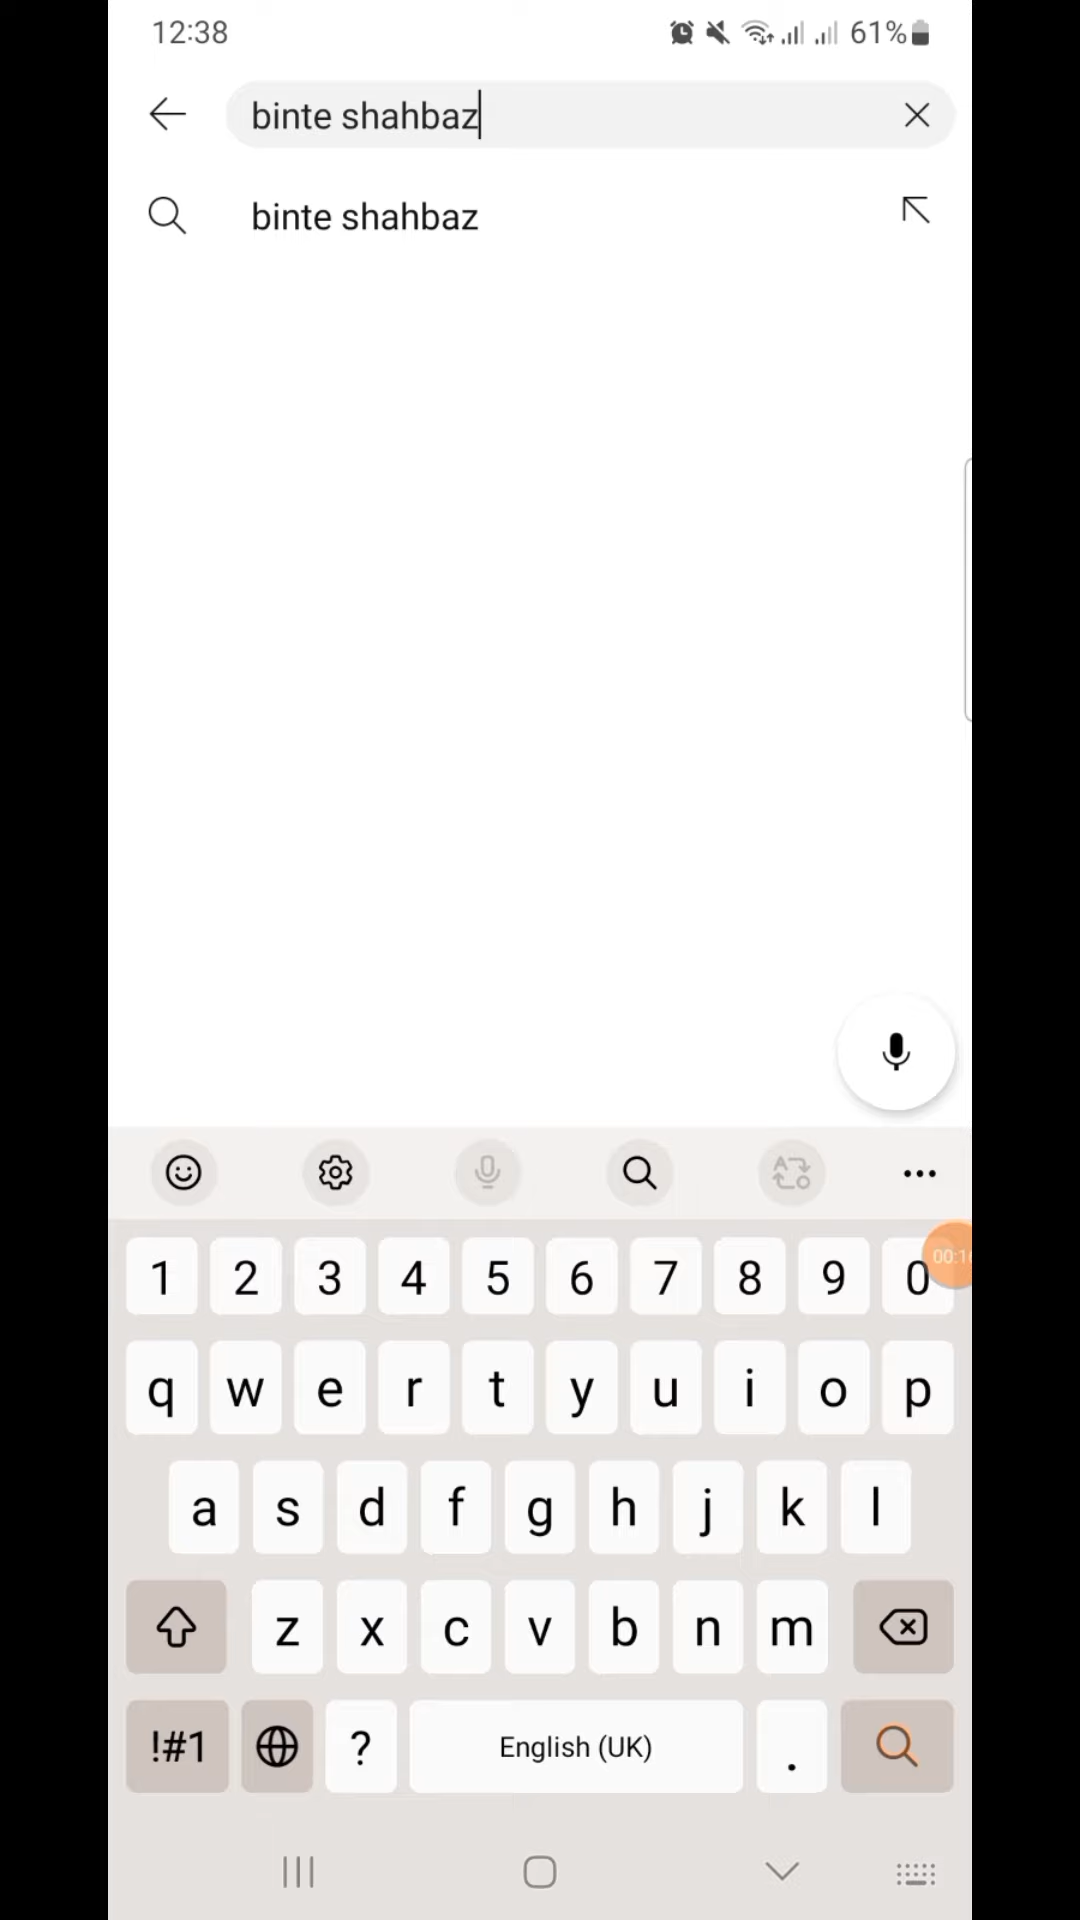 12:38 61%
binte shahbaz
binte shahbaz
1 2 3 4 5 6 7 8 9 0
q w e r t y u i o p
a s d f g h j k l
z x c v b n m
!#1 ? English (UK) .